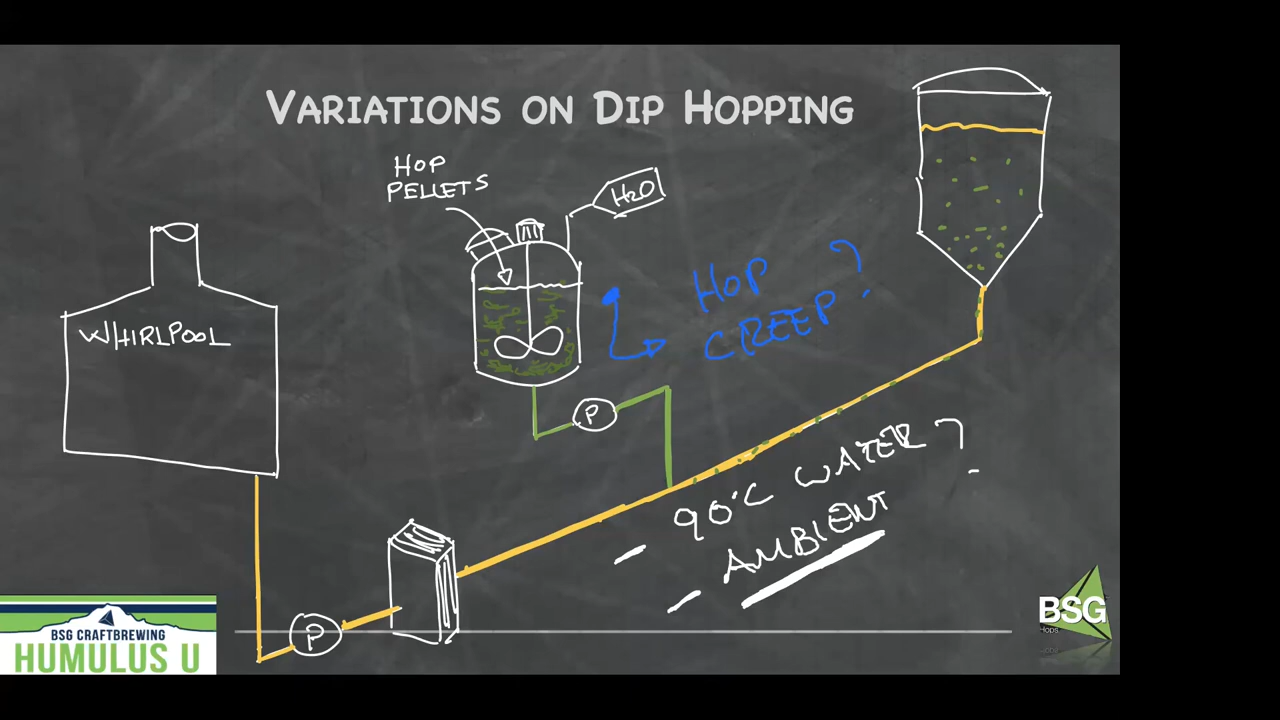 VARIATIONS ON DIP HOPPING
HOP
PELLETS
H2O
WHIRLPOOL
HOP ?
CREEP
P
- 90°C WATER ?
- AMBIENT
P
BSG CRAFTBREWING
HUMULUS U
BSG
Hops